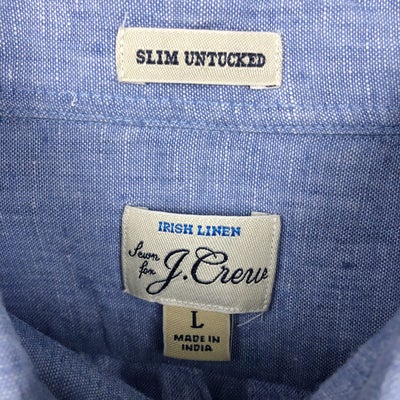 SLIM UNTUCKED
IRISH LINEN
Sewn
for J.Crew
L
MADE IN
INDIA